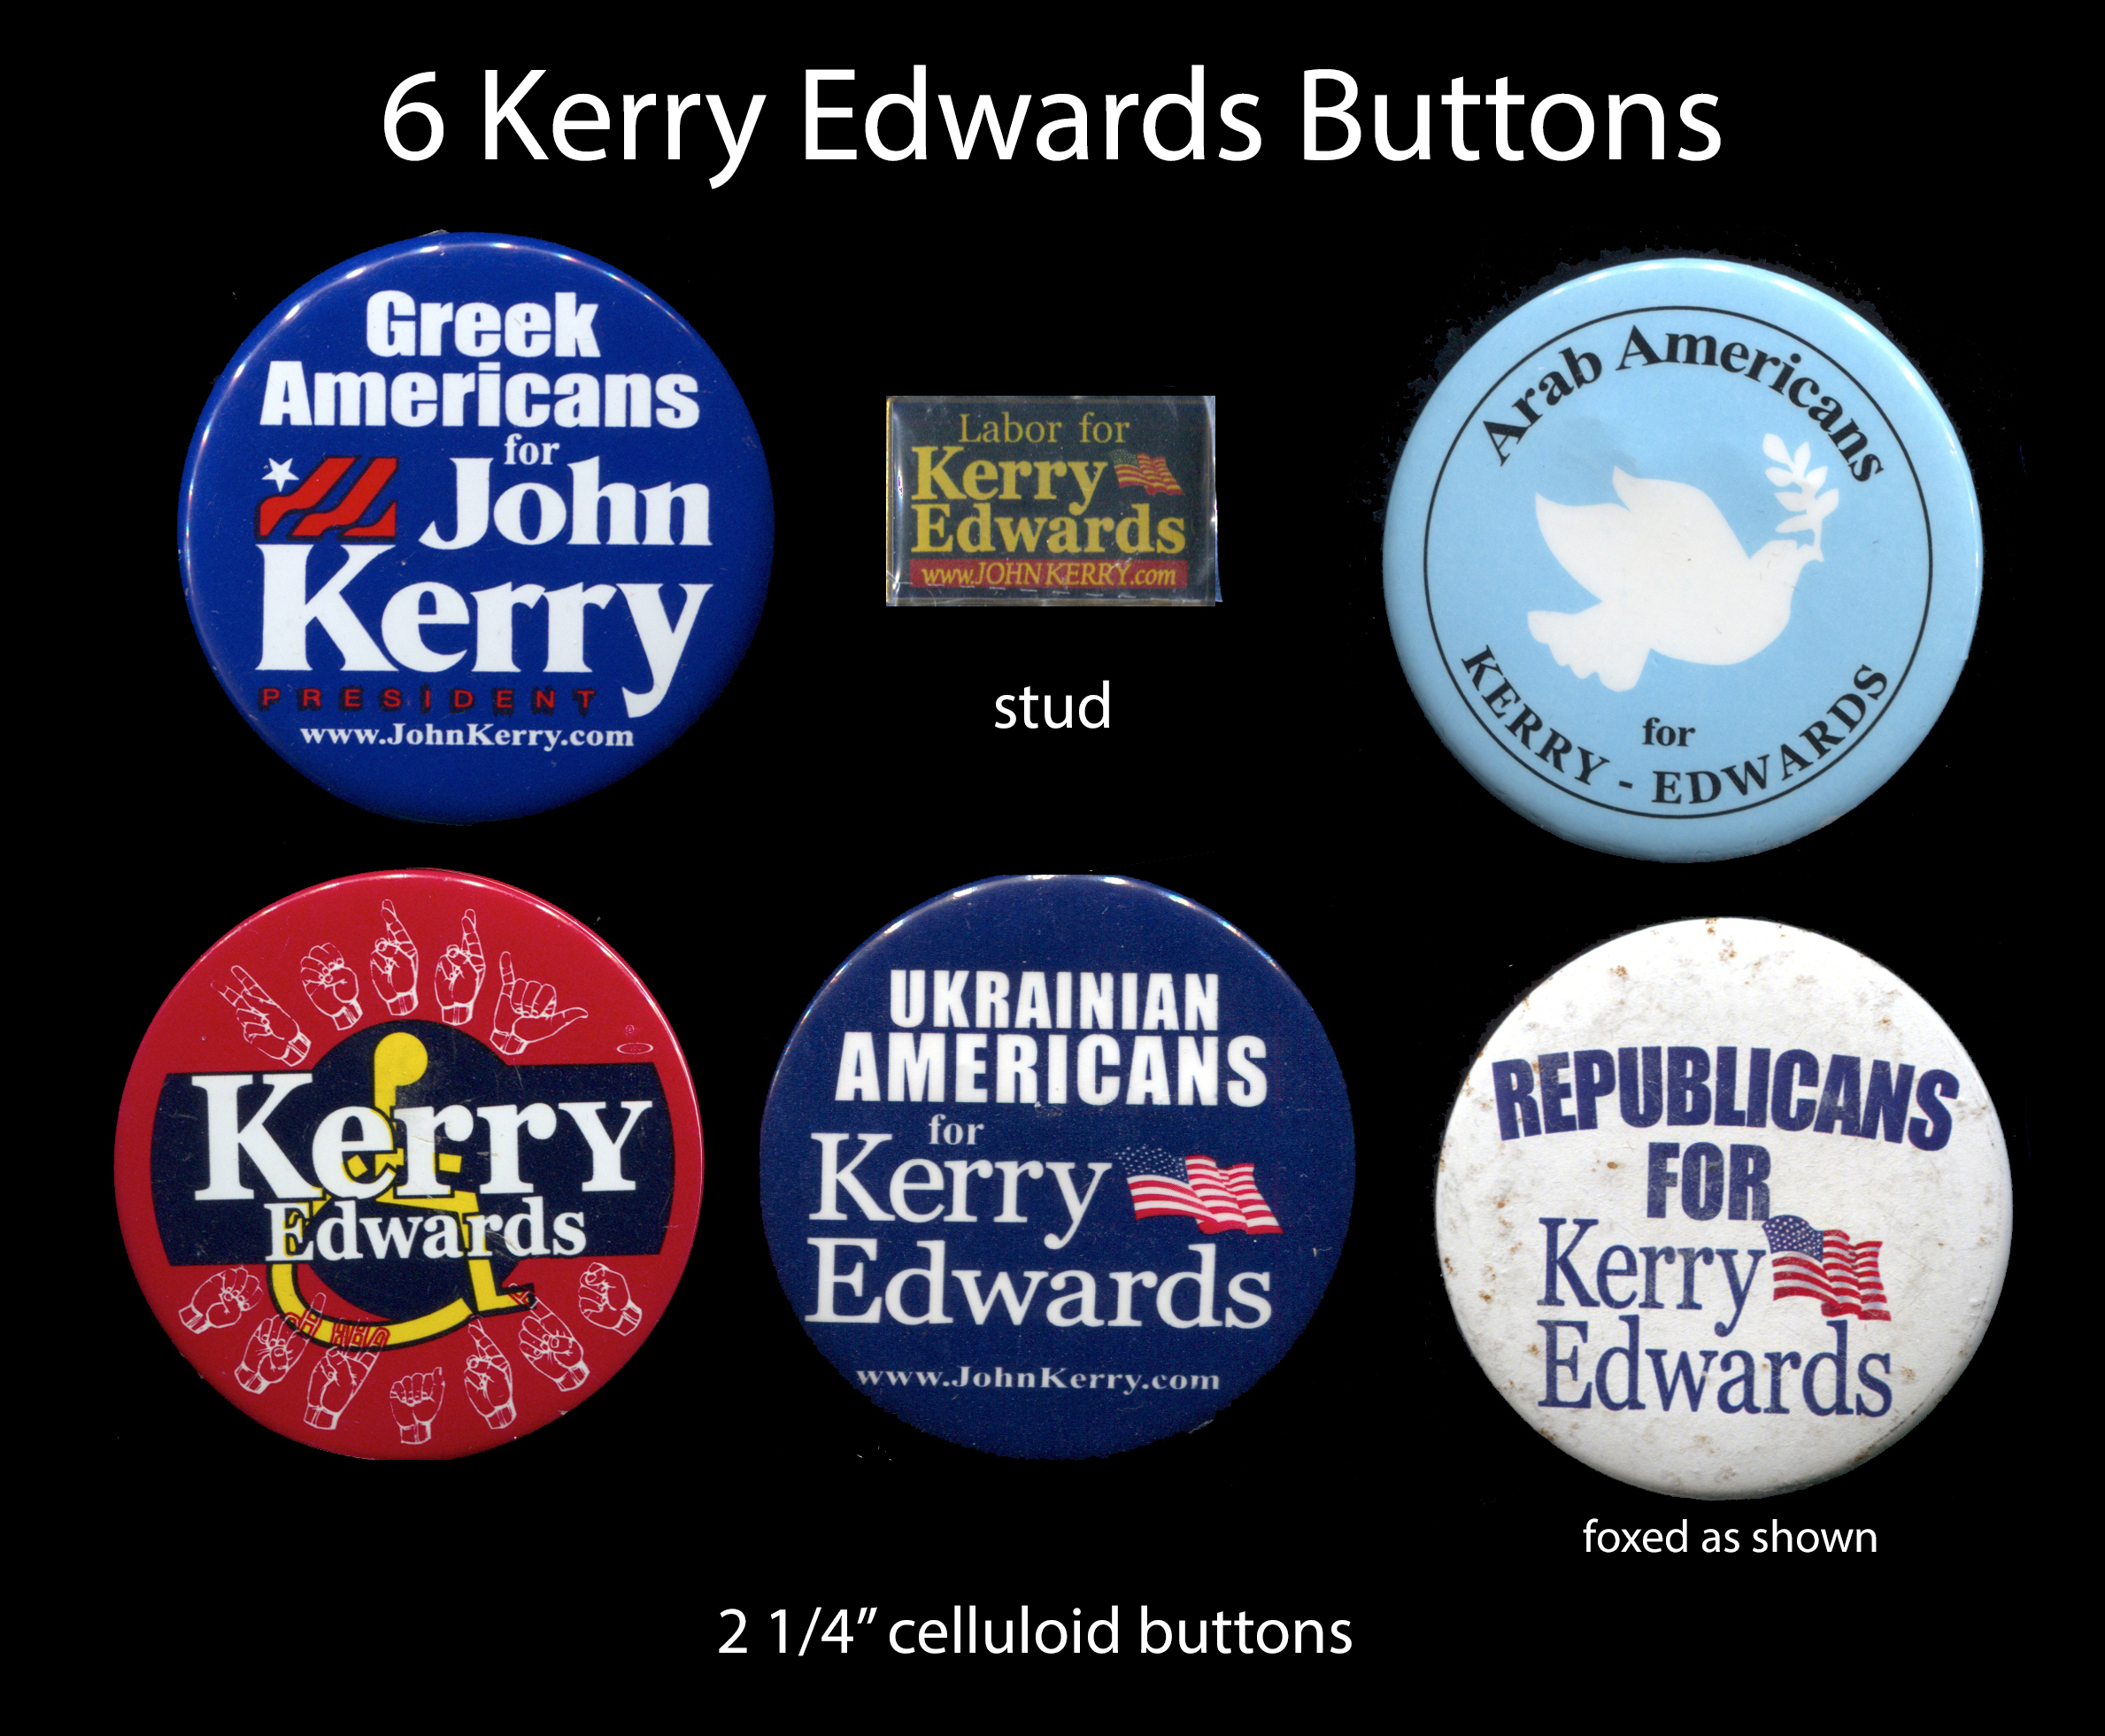 6 Kerry Edwards Buttons
Greek
Americans
for
John
Kerry
PRESIDENT
www.JohnKerry.com
Labor for
Kerry
Edwards
www.JOHNKERRY.com
stud
Arab Americans
for
KERRY - EDWARDS
Kerry
Edwards
UKRAINIAN
AMERICANS
for
Kerry
Edwards
www.JohnKerry.com
REPUBLICANS
FOR
Kerry
Edwards
foxed as shown
2 1/4” celluloid buttons